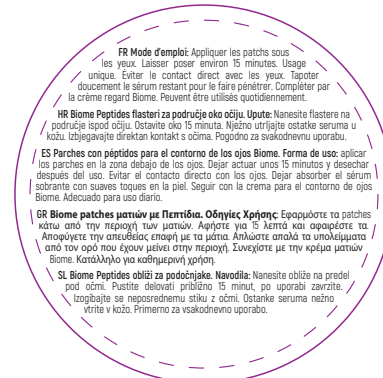 FR Mode d'emploi: Appliquer les patchs sous
les yeux. Laisser poser environ 15 minutes. Usage
unique. Éviter le contact direct avec les yeux. Tapoter
doucement le sérum restant pour le faire pénétrer. Compléter par
la crème regard Biome. Peuvent être utilisés quotidiennement.
HR Biome Peptides flasteri za područje oko očiju. Upute: Nanesite flastere na
područje ispod očiju. Ostavite oko 15 minuta. Nježno utrljajte ostatke seruma u
kožu. Izbjegavajte direktan kontakt s očima. Pogodno za svakodnevnu uporabu.
ES Parches con péptidos para el contorno de los ojos Biome. Forma de uso: aplicar
los parches en la zona debajo de los ojos. Dejar actuar unos 15 minutos y desechar
después del uso. Evitar el contacto directo con los ojos. Dejar absorber el sérum
sobrante con suaves toques en la piel. Seguir con la crema para el contorno de ojos
Biome. Adecuado para uso diario.
GR Biome patches ματιών με Πεπτίδια. Οδηγίες Χρήσης: Εφαρμόστε τα patches
κάτω από την περιοχή των ματιών. Αφήστε για 15 λεπτά και αφαιρέστε τα.
Αποφύγετε την απευθείας επαφή με τα μάτια. Απλώστε απαλά τα υπολείμματα
από τον ορό που έχουν μείνει στην περιοχή. Συνεχίστε με την κρέμα ματιών
Biome. Κατάλληλο για καθημερινή χρήση.
SL Biome Peptides obliži za podočnjake. Navodila: Nanesite obliže na predel
pod očmi. Pustite delovati približno 15 minut, po uporabi zavrzite.
Izogibajte se neposrednemu stiku z očmi. Ostanke seruma nežno
vtrite v kožo. Primerno za vsakodnevno uporabo.